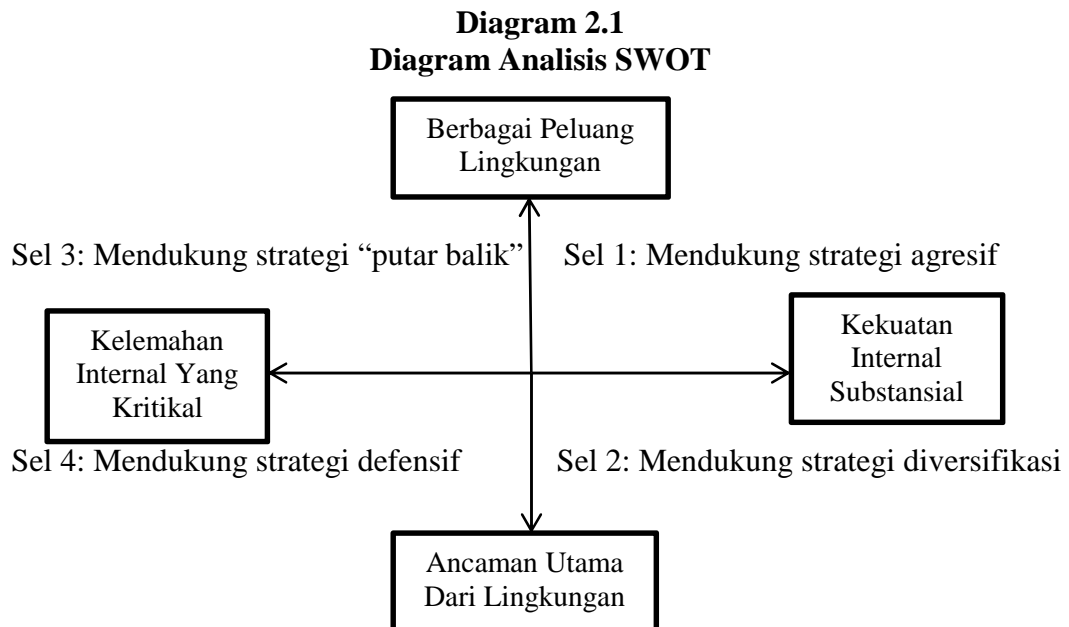 Diagram 2.1
Diagram Analisis SWOT
Berbagai Peluang
Lingkungan
Sel 3: Mendukung strategi “putar balik”
Sel 1: Mendukung strategi agresif
Kelemahan
Internal Yang
Kritikal
Kekuatan
Internal
Substansial
Sel 4: Mendukung strategi defensif
Sel 2: Mendukung strategi diversifikasi
Ancaman Utama
Dari Lingkungan